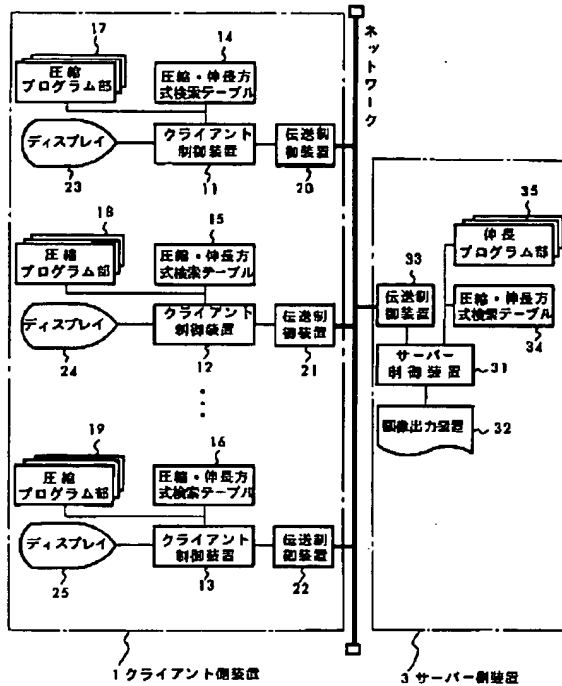 17
圧縮
プログラム部
14
圧縮・伸長方
式検索テーブル
ディスプレイ
23
クライアント
制御装置
11
伝送制
御装置
20
18
圧縮
プログラム部
15
圧縮・伸長方
式検索テーブル
ディスプレイ
24
クライアント
制御装置
12
伝送制
御装置
21
19
圧縮
プログラム部
16
圧縮・伸長方
式検索テーブル
ディスプレイ
25
クライアント
制御装置
13
伝送制
御装置
22
1 クライアント側装置
ネットワーク
35
伸長
プログラム部
33
伝送制
御装置
圧縮・伸長方
式検索テーブル
34
サーバー
制御装置
31
画像出力装置
32
3 サーバー側装置